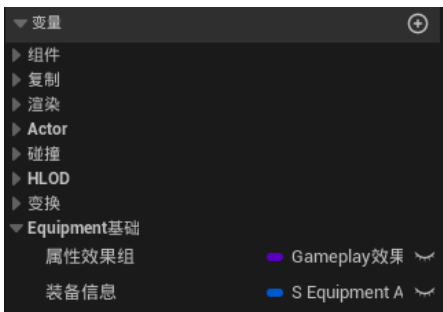 变量
组件
复制
渲染
Actor
碰撞
HLOD
变换
Equipment基础
属性效果组 Gameplay效果
装备信息 S Equipment A